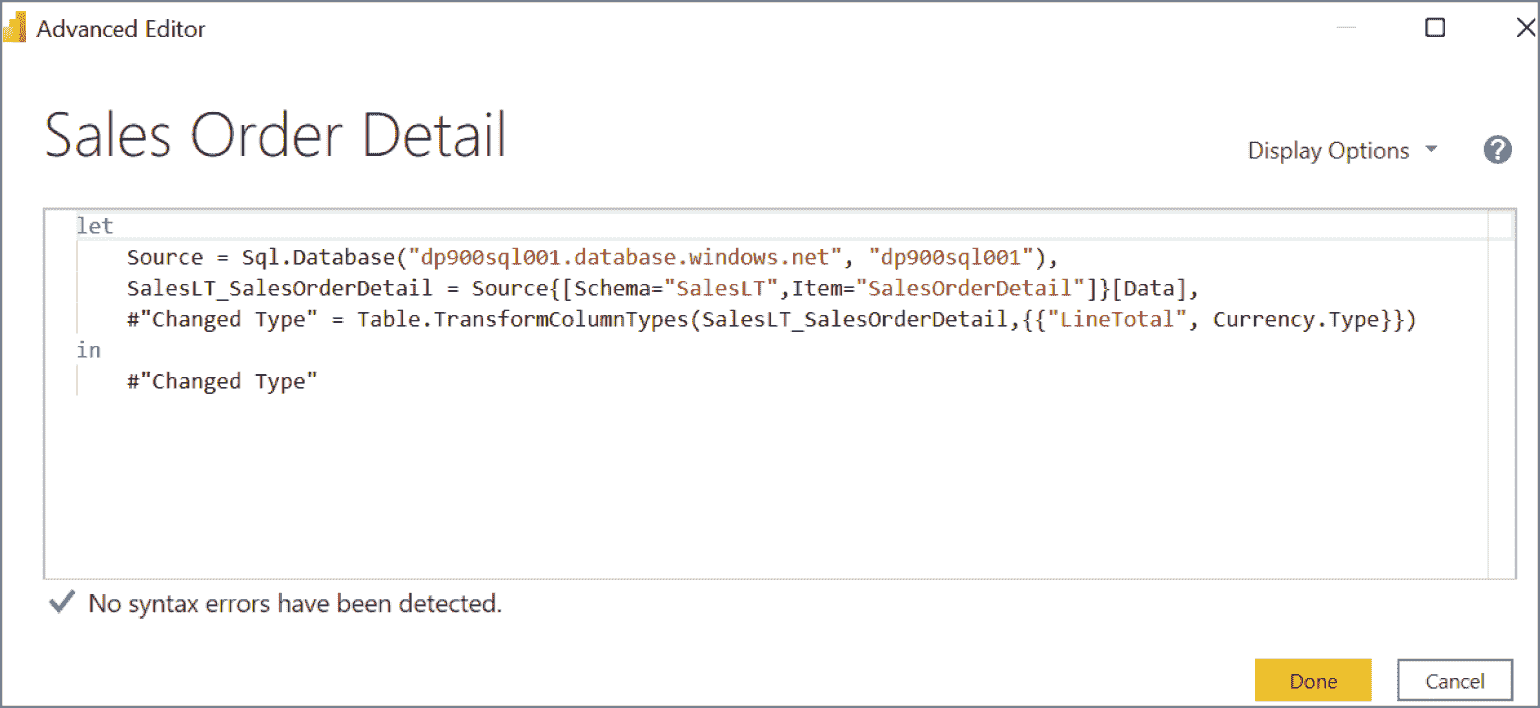 Advanced Editor
Sales Order Detail
Display Options
?
let
    Source = Sql.Database("dp900sql001.database.windows.net", "dp900sql001"),
    SalesLT_SalesOrderDetail = Source{[Schema="SalesLT",Item="SalesOrderDetail"]}[Data],
    #"Changed Type" = Table.TransformColumnTypes(SalesLT_SalesOrderDetail,{{"LineTotal", Currency.Type}})
in
    #"Changed Type"
No syntax errors have been detected.
Done
Cancel